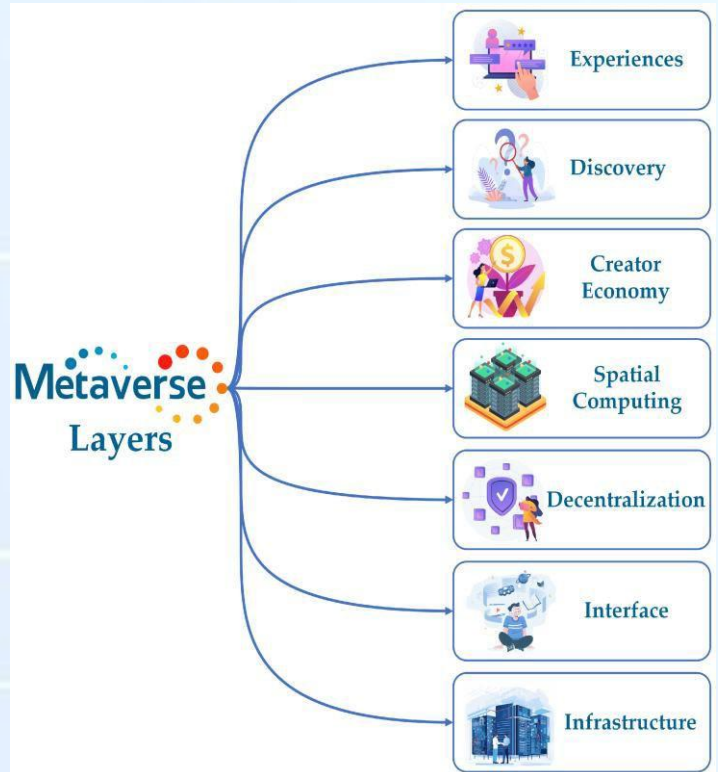 Metaverse
Layers
Experiences
Discovery
Creator
Economy
Spatial
Computing
Decentralization
Interface
Infrastructure